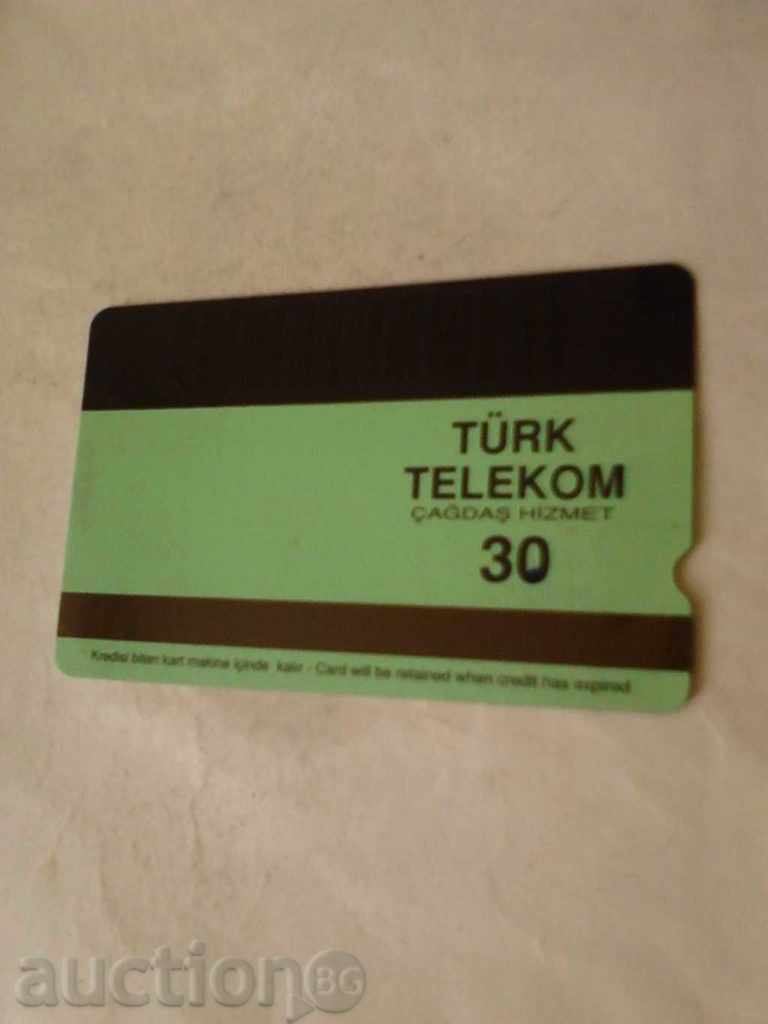 TÜRK
TELEKOM
ÇAĞDAŞ HİZMET
30
Kredisi biten kart makine içinde kalır - Card will be retained when credit has expired
auctionBG